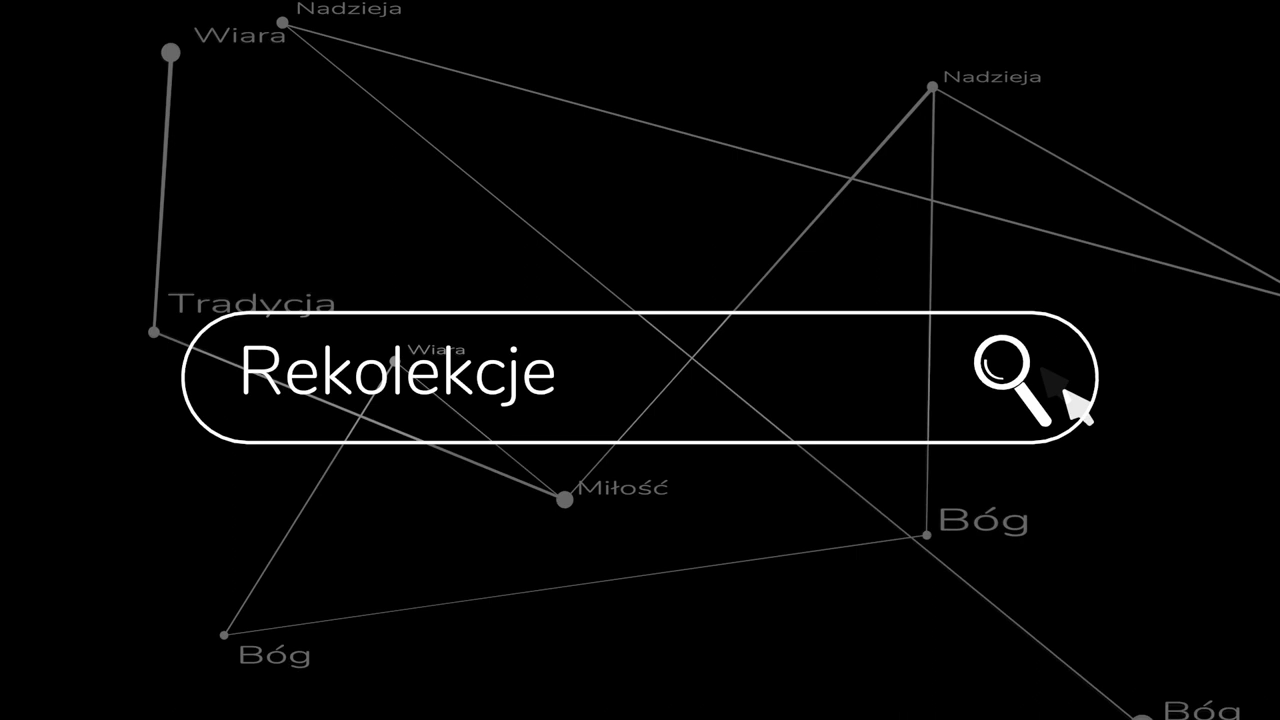 Nadzieja
Wiara
Nadzieja
Tradycja
Wiara
Rekolekcje
Miłość
Bóg
Bóg
Bóg